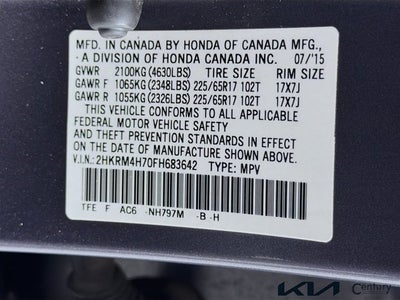 MFD. IN CANADA BY HONDA OF CANADA MFG.,
- A DIVISION OF HONDA CANADA INC. 07/'15
GVWR 2100KG (4630LBS) TIRE SIZE RIM SIZE
GAWR F 1065KG (2348LBS) 225/65R17 102T 17X7J
GAWR R 1055KG (2326LBS) 225/65R17 102T 17X7J
THIS VEHICLE CONFORMS TO ALL APPLICABLE
FEDERAL MOTOR VEHICLE SAFETY
AND THEFT PREVENTION STANDARDS IN EFFECT
ON THE DATE OF MANUFACTURE SHOWN ABOVE.
V.I.N.: 2HKRM4H70FH683642 TYPE: MPV
TFE F AC6 -NH797M -B -H
KIA Century